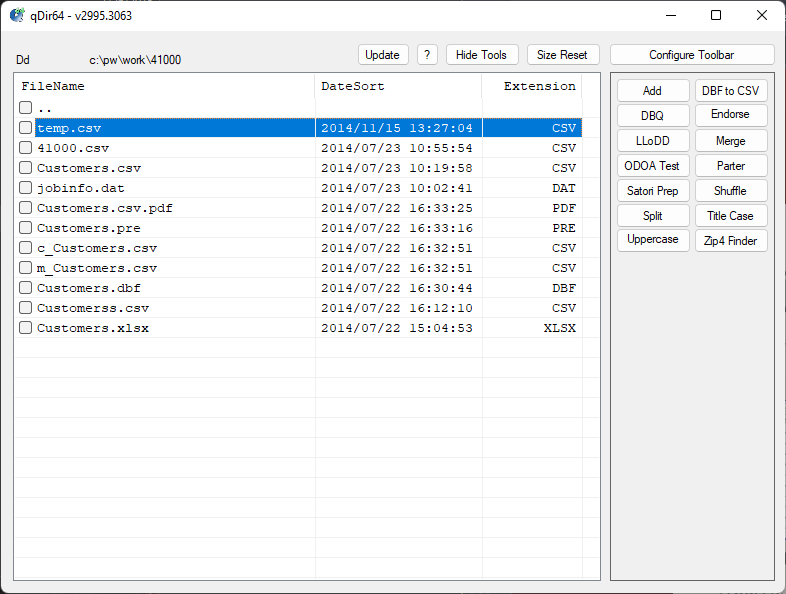 qDir64 - v2995.3063
Dd c:\pw\work\41000 Update ? Hide Tools Size Reset Configure Toolbar
FileName DateSort Extension
..
temp.csv 2014/11/15 13:27:04 CSV
41000.csv 2014/07/23 10:55:54 CSV
Customers.csv 2014/07/23 10:19:58 CSV
jobinfo.dat 2014/07/23 10:02:41 DAT
Customers.csv.pdf 2014/07/22 16:33:25 PDF
Customers.pre 2014/07/22 16:33:16 PRE
c_Customers.csv 2014/07/22 16:32:51 CSV
m_Customers.csv 2014/07/22 16:32:51 CSV
Customers.dbf 2014/07/22 16:30:44 DBF
Customerss.csv 2014/07/22 16:12:10 CSV
Customers.xlsx 2014/07/22 15:04:53 XLSX
Add DBF to CSV
DBQ Endorse
LLoDD Merge
ODOA Test Parter
Satori Prep Shuffle
Split Title Case
Uppercase Zip4 Finder